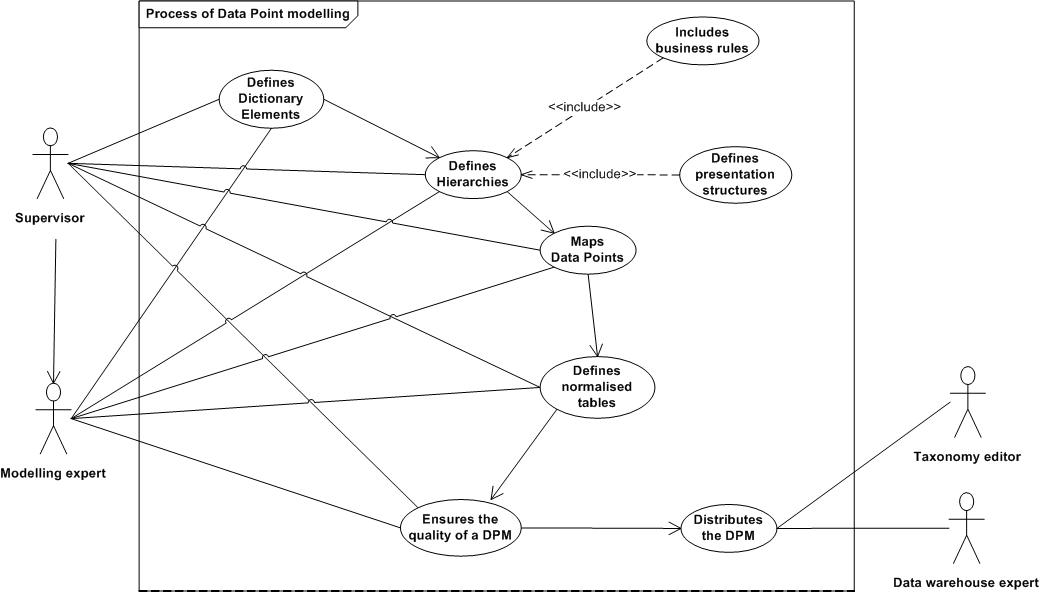 Process of Data Point modelling
Includes
business rules
Defines
Dictionary
Elements
<<include>>
Defines
Hierarchies
<<include>>
Defines
presentation
structures
Supervisor
Maps
Data Points
Defines
normalised
tables
Modelling expert
Taxonomy editor
Ensures the
quality of a DPM
Distributes
the DPM
Data warehouse expert